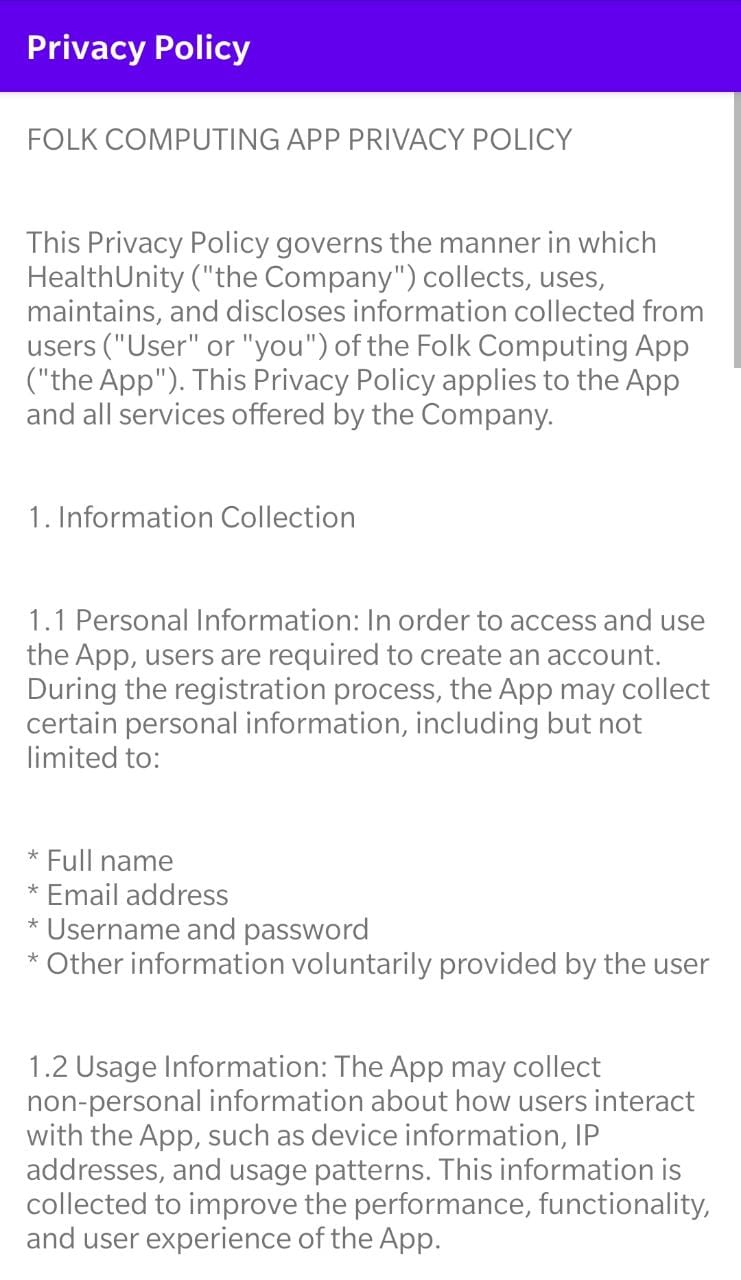 Privacy Policy
FOLK COMPUTING APP PRIVACY POLICY
This Privacy Policy governs the manner in which
HealthUnity ("the Company") collects, uses,
maintains, and discloses information collected from
users ("User" or "you") of the Folk Computing App
("the App"). This Privacy Policy applies to the App
and all services offered by the Company.
1. Information Collection
1.1 Personal Information: In order to access and use
the App, users are required to create an account.
During the registration process, the App may collect
certain personal information, including but not
limited to:
* Full name
* Email address
* Username and password
* Other information voluntarily provided by the user
1.2 Usage Information: The App may collect
non-personal information about how users interact
with the App, such as device information, IP
addresses, and usage patterns. This information is
collected to improve the performance, functionality,
and user experience of the App.